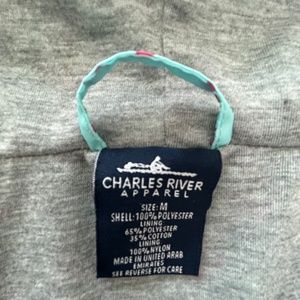 CHARLES RIVER
APPAREL
SIZE: M
SHELL: 100% POLYESTER
LINING
65% POLYESTER
35% COTTON
LINING
100% NYLON
MADE IN UNITED ARAB
EMIRATES
SEE REVERSE FOR CARE